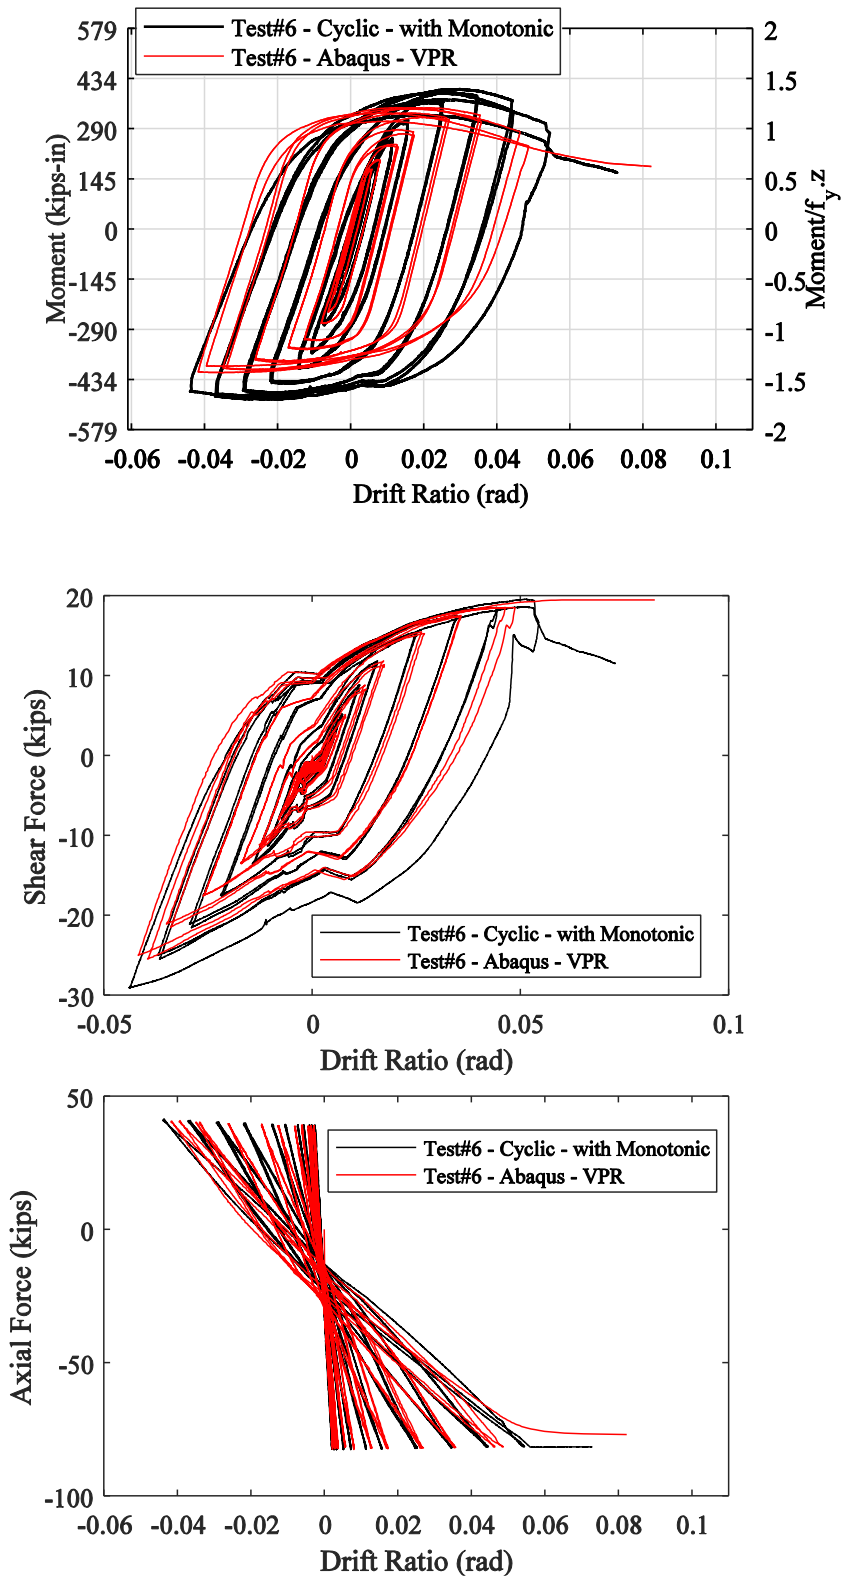 Test#6 - Cyclic - with Monotonic
Test#6 - Abaqus - VPR
579
434
290
145
0
-145
-290
-434
-579
Moment (kips-in)
2
1.5
1
0.5
0
-0.5
-1
-1.5
-2
Moment/fy.z
-0.06 -0.04 -0.02 0 0.02 0.04 0.06 0.08 0.1
Drift Ratio (rad)
20
10
0
-10
-20
-30
Shear Force (kips)
Test#6 - Cyclic - with Monotonic
Test#6 - Abaqus - VPR
-0.05 0 0.05 0.1
Drift Ratio (rad)
50
0
-50
-100
Axial Force (kips)
Test#6 - Cyclic - with Monotonic
Test#6 - Abaqus - VPR
-0.06 -0.04 -0.02 0 0.02 0.04 0.06 0.08 0.1
Drift Ratio (rad)